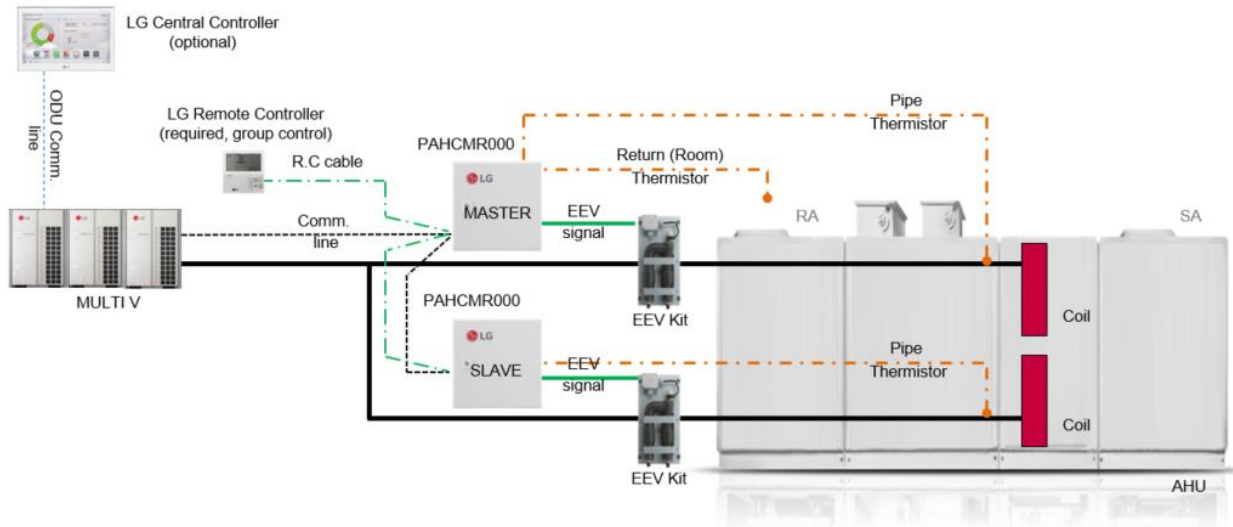 LG Central Controller
(optional)
ODU Comm.
line
LG Remote Controller
(required, group control)
R.C cable
PAHCMR000
LG
MASTER
Pipe
Thermistor
Return (Room)
Thermistor
EEV
signal
Comm.
line
RA
SA
MULTI V
EEV Kit
Coil
PAHCMR000
LG
SLAVE
EEV
signal
Pipe
Thermistor
Coil
EEV Kit
AHU